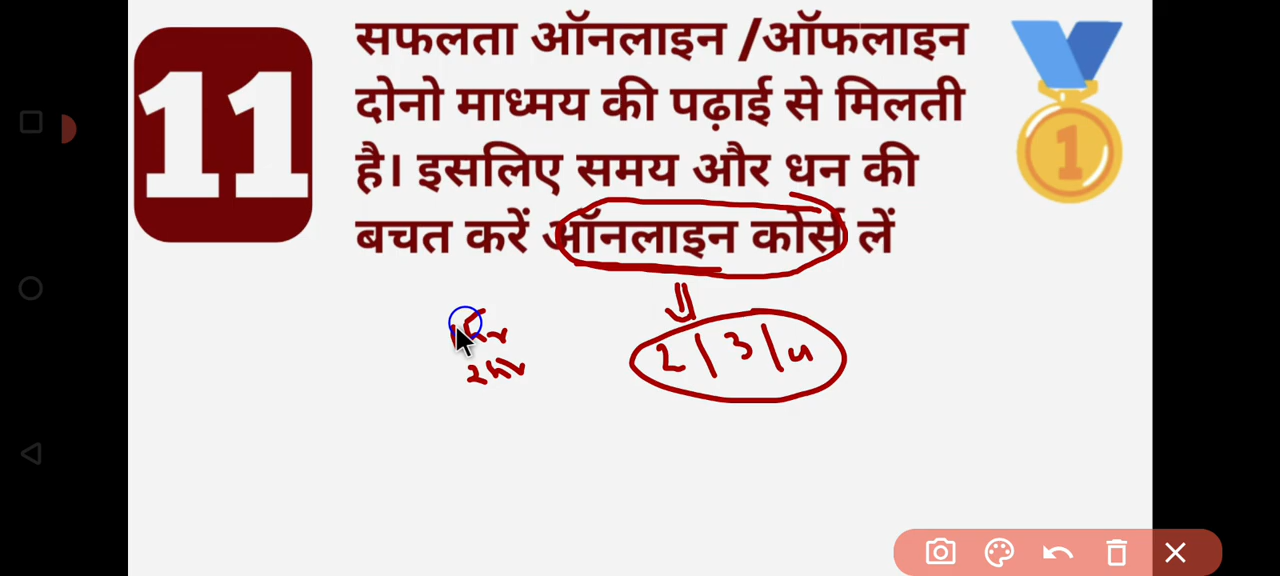 11
सफलता ऑनलाइन /ऑफलाइन
दोनो माध्मय की पढ़ाई से मिलती
है। इसलिए समय और धन की
बचत करें ऑनलाइन कोर्स लें
1
2 | 3 | 4
2hr